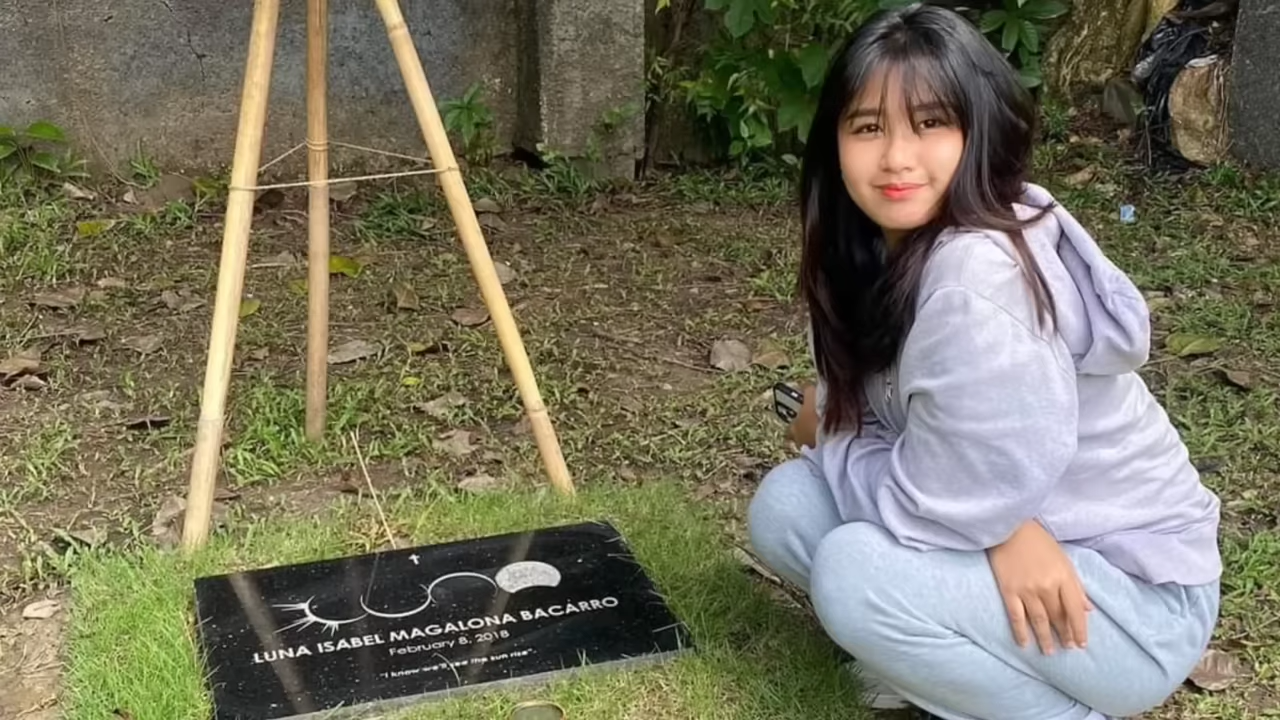 LUNA ISABEL MAGALONA BACARRO
February 8, 2018
"I know we'll see the sun rise".